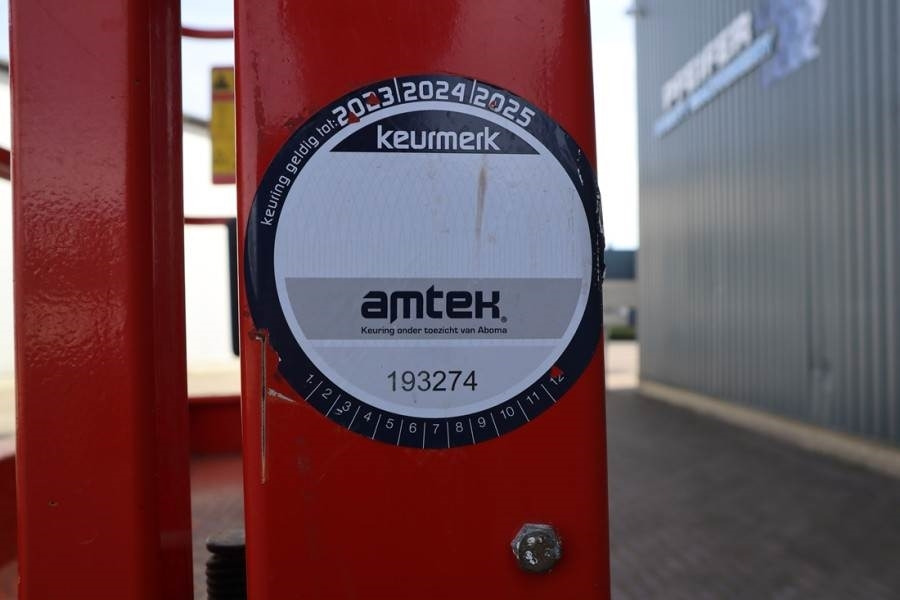 keuring geldig tot: 2023 2024 2025
keurmerk
amtek®
Keuring onder toezicht van Aboma
193274
1 2 3 4 5 6 7 8 9 10 11 12
PFEIFER